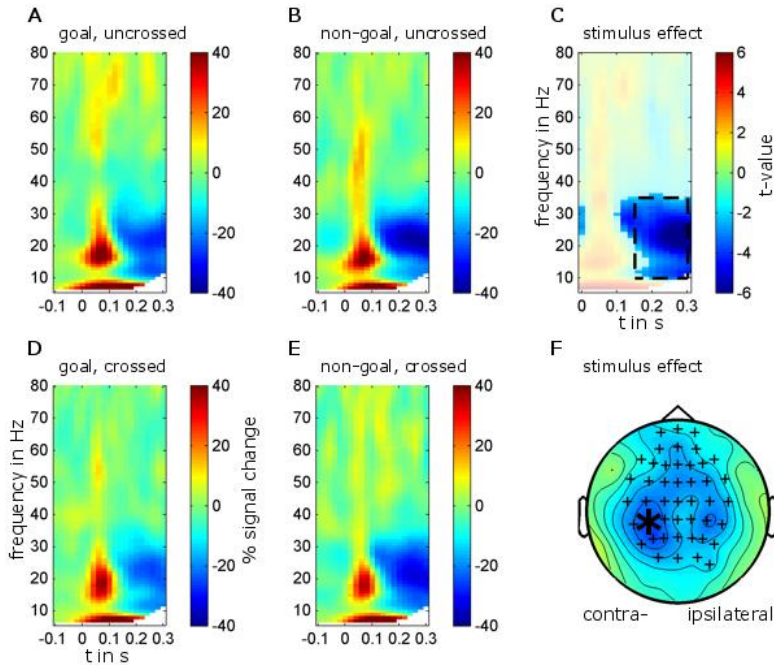 A
goal, uncrossed
80
70
60
50
40
30
20
10
-0.1 0 0.1 0.2 0.3
40
20
0
-20
-40
B
non-goal, uncrossed
80
70
60
50
40
30
20
10
-0.1 0 0.1 0.2 0.3
40
20
0
-20
-40
C
stimulus effect
frequency in Hz
80
70
60
50
40
30
20
10
0 0.1 0.2 0.3
t in s
6
4
2
0
-2
-4
-6
t-value
D
goal, crossed
frequency in Hz
80
70
60
50
40
30
20
10
-0.1 0 0.1 0.2 0.3
t in s
% signal change
40
20
0
-20
-40
E
non-goal, crossed
80
70
60
50
40
30
20
10
-0.1 0 0.1 0.2 0.3
40
20
0
-20
-40
F
stimulus effect
contra- ipsilateral